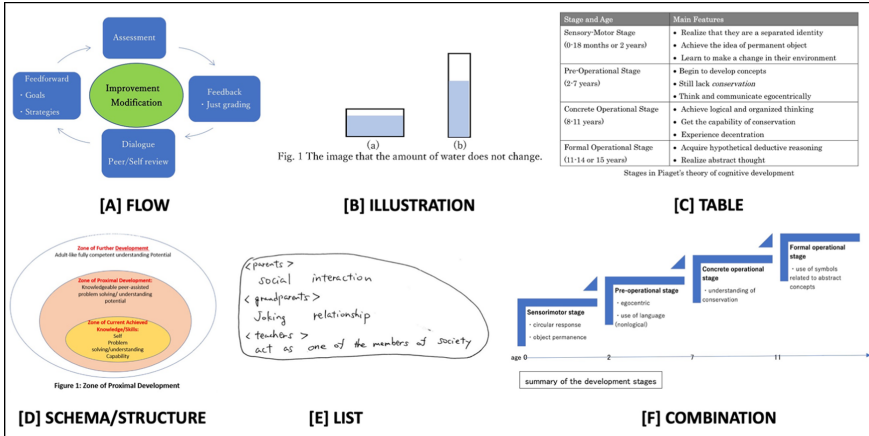 Assessment
Feedforward
・Goals
・Strategies
Improvement
Modification
Feedback
・Just grading
Dialogue
Peer/Self review
[A] FLOW
(a)
(b)
Fig. 1 The image that the amount of water does not change.
[B] ILLUSTRATION
Stage and Age
Main Features
Sensory-Motor Stage
(0-18 months or 2 years)
• Realize that they are a separated identity
• Achieve the idea of permanent object
• Learn to make a change in their environment
Pre-Operational Stage
(2-7 years)
• Begin to develop concepts
• Still lack conservation
• Think and communicate egocentrically
Concrete Operational Stage
(8-11 years)
• Achieve logical and organized thinking
• Get the capability of conservation
• Experience decentration
Formal Operational Stage
(11-14 or 15 years)
• Acquire hypothetical deductive reasoning
• Realize abstract thought
Stages in Piaget's theory of cognitive development
[C] TABLE
Zone of Further Development
Adult-like fully competent understanding Potential
Zone of Proximal Development:
Knowledgeable peer-assisted
problem solving/ understanding
potential
Zone of Current Achieved
Knowledge/Skills:
Self
Problem
solving/understanding
Capability
Figure 1: Zone of Proximal Development
[D] SCHEMA/STRUCTURE
<parents>
social interaction
<grandparents>
Joking relationship
<teachers>
act as one of the members of society
[E] LIST
Sensorimotor stage
・circular response
・object permanence
Pre-operational stage
・egocentric
・use of language
(nonlogical)
Concrete operational
stage
・understanding of
conservation
Formal operational
stage
・use of symbols
related to abstract
concepts
age 0
2
7
11
summary of the development stages
[F] COMBINATION